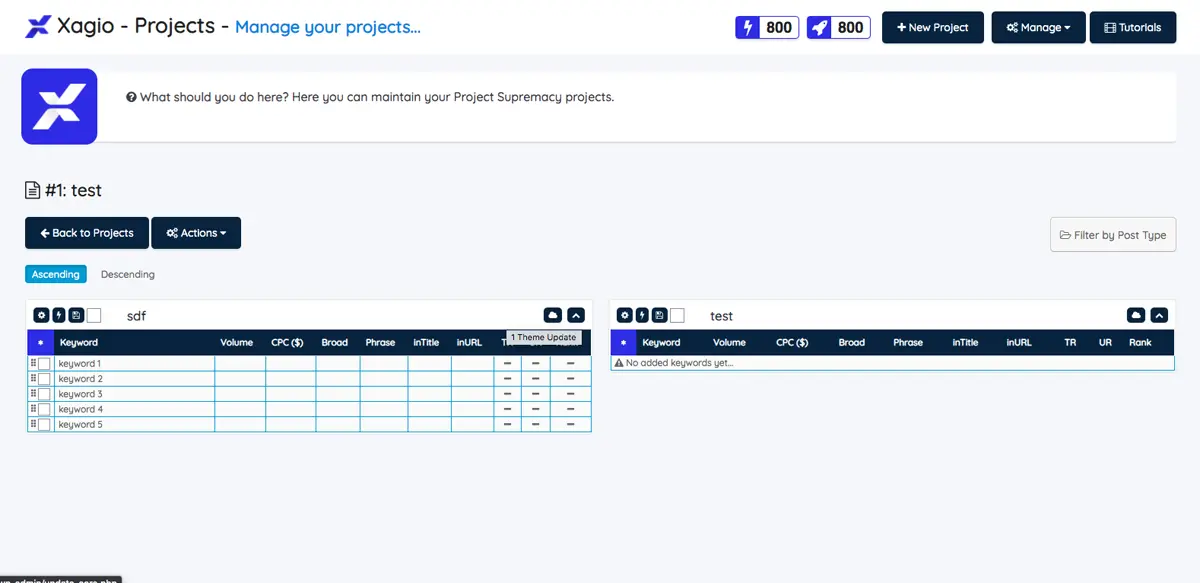 Xagio - Projects - Manage your projects...
800
800
New Project
Manage
Tutorials
What should you do here? Here you can maintain your Project Supremacy projects.
#1: test
Back to Projects
Actions
Filter by Post Type
Ascending
Descending
sdf
1 Theme Update
Keyword Volume CPC ($) Broad Phrase inTitle inURL
keyword 1
keyword 2
keyword 3
keyword 4
keyword 5
test
Keyword Volume CPC ($) Broad Phrase inTitle inURL TR UR Rank
No added keywords yet...